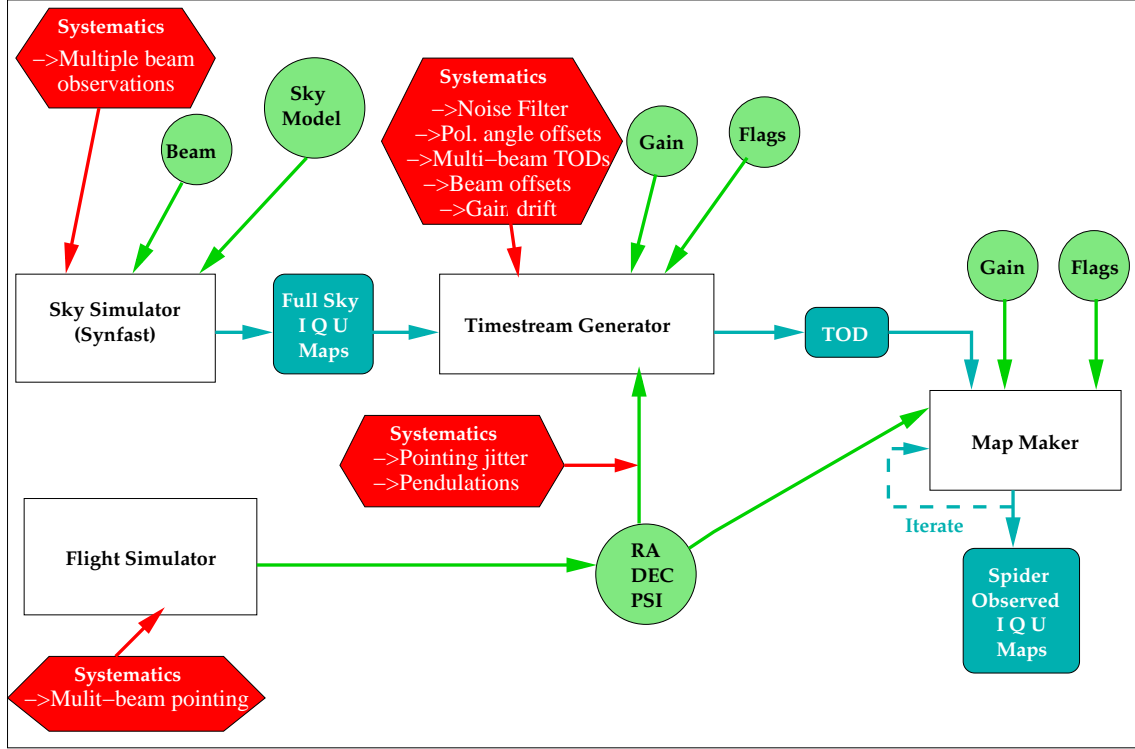 Systematics
−>Multiple beam
observations
Beam
Sky
Model
Systematics
−>Noise Filter
−>Pol. angle offsets
−>Multi−beam TODs
−>Beam offsets
−>Gain drift
Gain
Flags
Gain
Flags
Sky Simulator
(Synfast)
Full Sky
I Q U
Maps
Timestream Generator
TOD
Map Maker
Iterate
Systematics
−>Pointing jitter
−>Pendulations
Flight Simulator
RA
DEC
PSI
Spider
Observed
I Q U
Maps
Systematics
−>Mulit−beam pointing